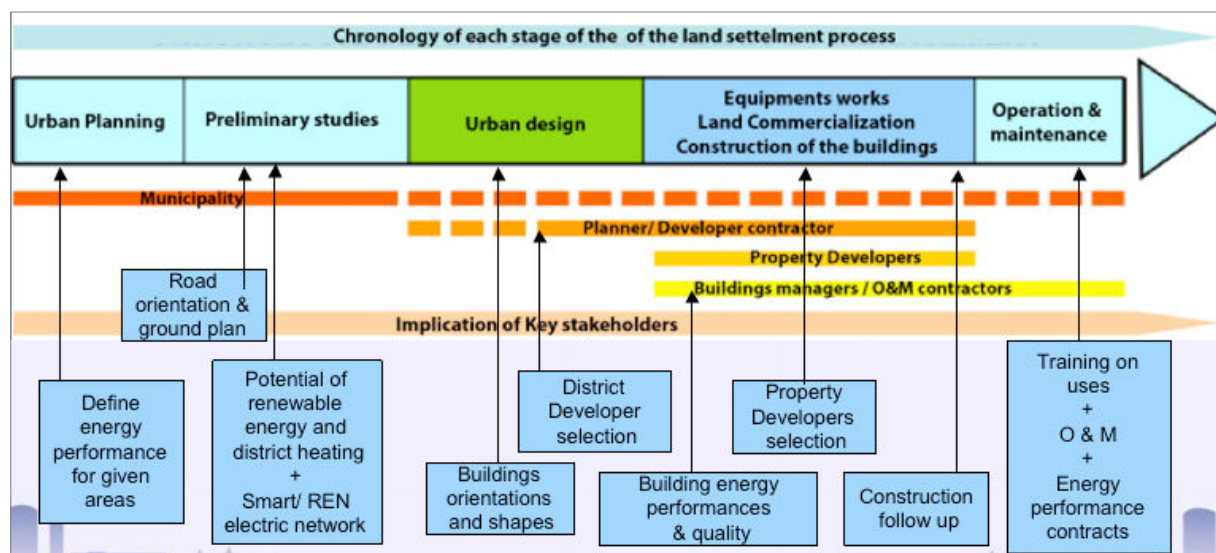 Chronology of each stage of the of the land settelment process
Urban Planning
Preliminary studies
Urban design
Equipments works
Land Commercialization
Construction of the buildings
Operation &
maintenance
Municipality
Planner/ Developer contractor
Property Developers
Buildings managers / O&M contractors
Implication of Key stakeholders
Road
orientation &
ground plan
Define
energy
performance
for given
areas
Potential of
renewable
energy and
district heating
+
Smart/ REN
electric network
Buildings
orientations
and shapes
District
Developer
selection
Building energy
performances
& quality
Property
Developers
selection
Construction
follow up
Training on
uses
+
O & M
+
Energy
performance
contracts